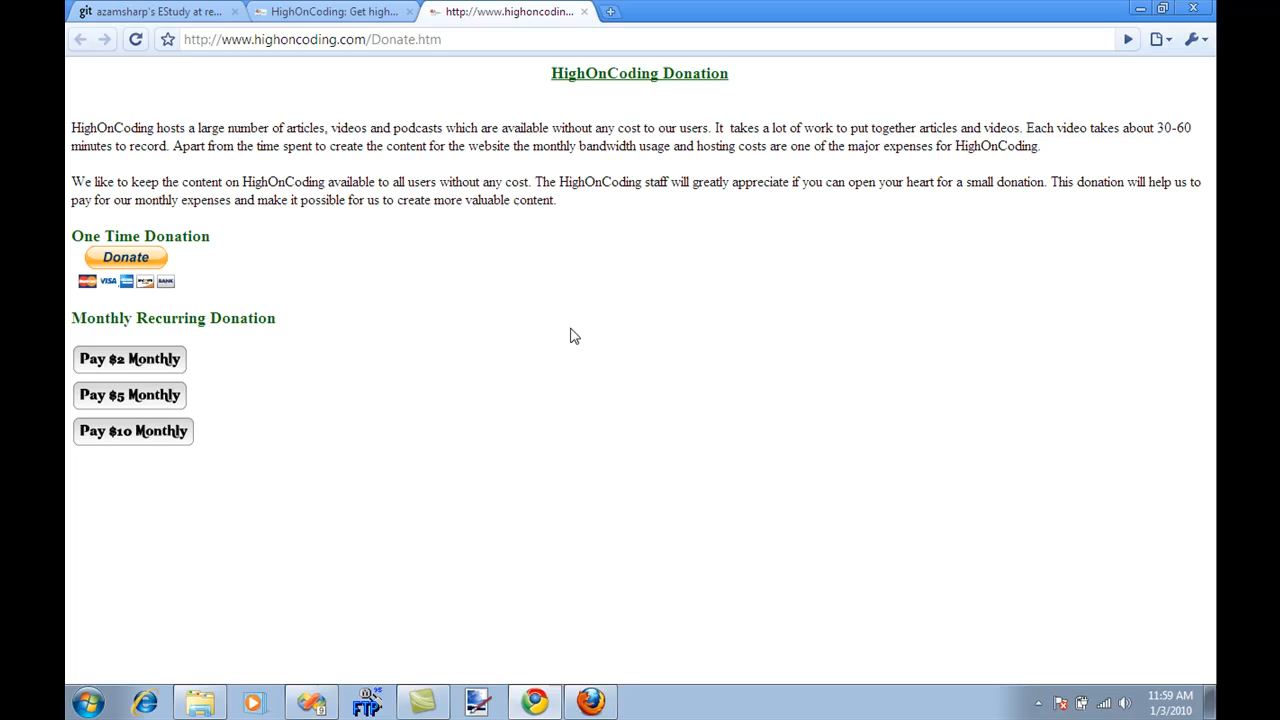 git azamsharp's EStudy at re... HighOnCoding: Get high... http://www.highoncodin...
http://www.highoncoding.com/Donate.htm
HighOnCoding Donation
HighOnCoding hosts a large number of articles, videos and podcasts which are available without any cost to our users. It takes a lot of work to put together articles and videos. Each video takes about 30-60
minutes to record. Apart from the time spent to create the content for the website the monthly bandwidth usage and hosting costs are one of the major expenses for HighOnCoding.
We like to keep the content on HighOnCoding available to all users without any cost. The HighOnCoding staff will greatly appreciate if you can open your heart for a small donation. This donation will help us to
pay for our monthly expenses and make it possible for us to create more valuable content.
One Time Donation
Donate
VISA BANK
Monthly Recurring Donation
Pay $2 Monthly
Pay $5 Monthly
Pay $10 Monthly
FTP
11:59 AM
1/3/2010